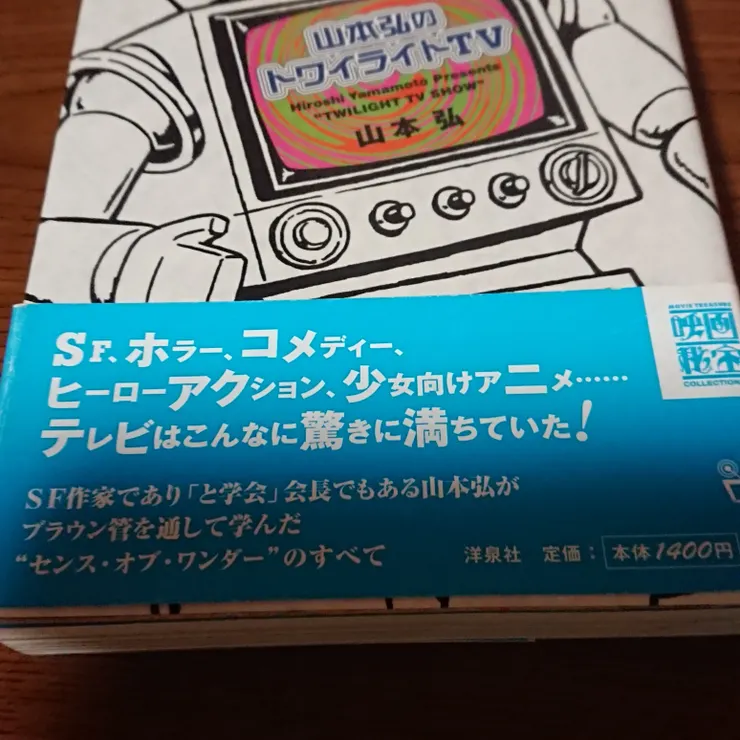 山本弘の
トワイライトTV
Hiroshi Yamamoto Presents
"TWILIGHT TV SHOW"
山本 弘
MOVIE TREASURE
映画
秘宝
COLLECTION
SF、ホラー、コメディー、
ヒーローアクション、少女向けアニメ……
テレビはこんなに驚きに満ちていた!
SF作家であり「と学会」会長でもある山本弘が
ブラウン管を通して学んだ
“センス・オブ・ワンダー”のすべて
洋泉社 定価: 本体1400円